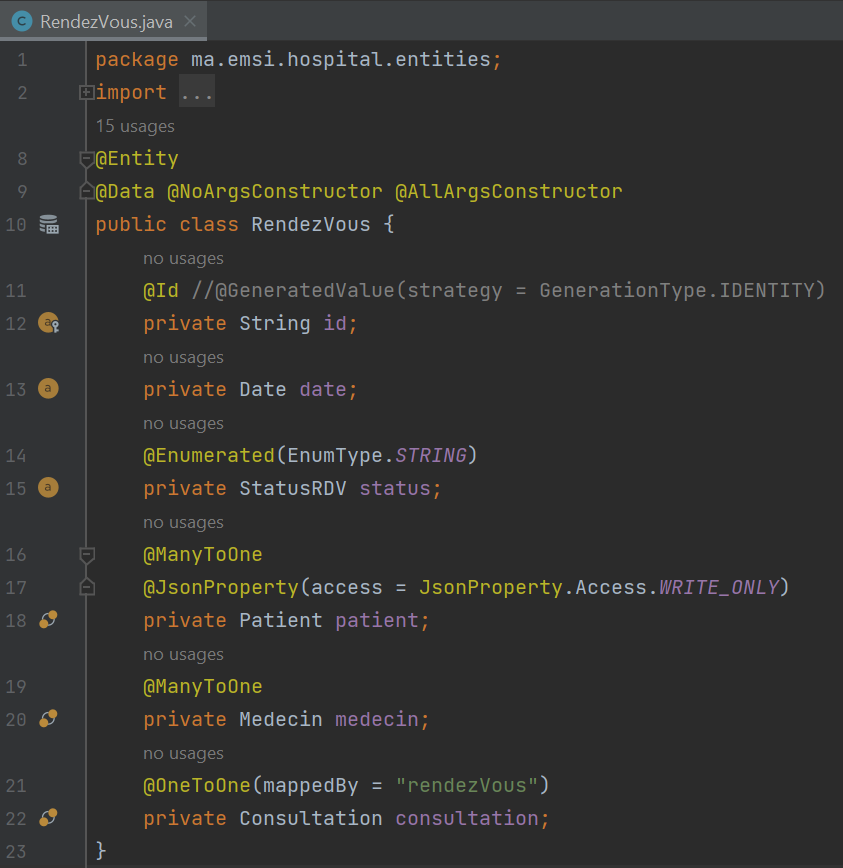 RendezVous.java
1 package ma.emsi.hospital.entities;
2 import ...
15 usages
8 @Entity
9 @Data @NoArgsConstructor @AllArgsConstructor
10 public class RendezVous {
no usages
11 @Id //@GeneratedValue(strategy = GenerationType.IDENTITY)
12 private String id;
no usages
13 private Date date;
no usages
14 @Enumerated(EnumType.STRING)
15 private StatusRDV status;
no usages
16 @ManyToOne
17 @JsonProperty(access = JsonProperty.Access.WRITE_ONLY)
18 private Patient patient;
no usages
19 @ManyToOne
20 private Medecin medecin;
no usages
21 @OneToOne(mappedBy = "rendezVous")
22 private Consultation consultation;
23 }